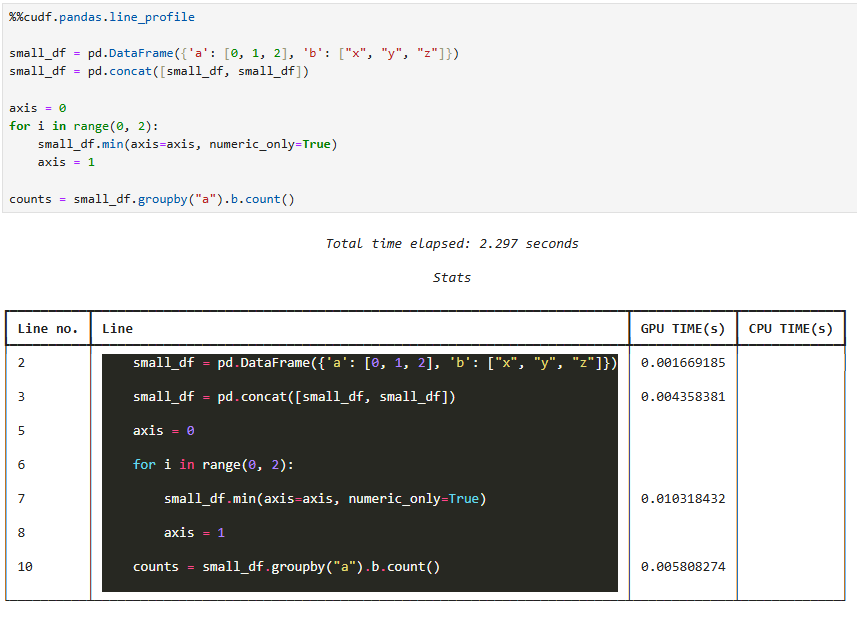 %%cudf.pandas.line_profile
small_df = pd.DataFrame({'a': [0, 1, 2], 'b': ["x", "y", "z"]})
small_df = pd.concat([small_df, small_df])
axis = 0
for i in range(0, 2):
    small_df.min(axis=axis, numeric_only=True)
    axis = 1
counts = small_df.groupby("a").b.count()
Total time elapsed: 2.297 seconds
Stats
Line no. Line GPU TIME(s) CPU TIME(s)
2 small_df = pd.DataFrame({'a': [0, 1, 2], 'b': ["x", "y", "z"]}) 0.001669185
3 small_df = pd.concat([small_df, small_df]) 0.004358381
5 axis = 0
6 for i in range(0, 2):
7 small_df.min(axis=axis, numeric_only=True) 0.010318432
8 axis = 1
10 counts = small_df.groupby("a").b.count() 0.005808274